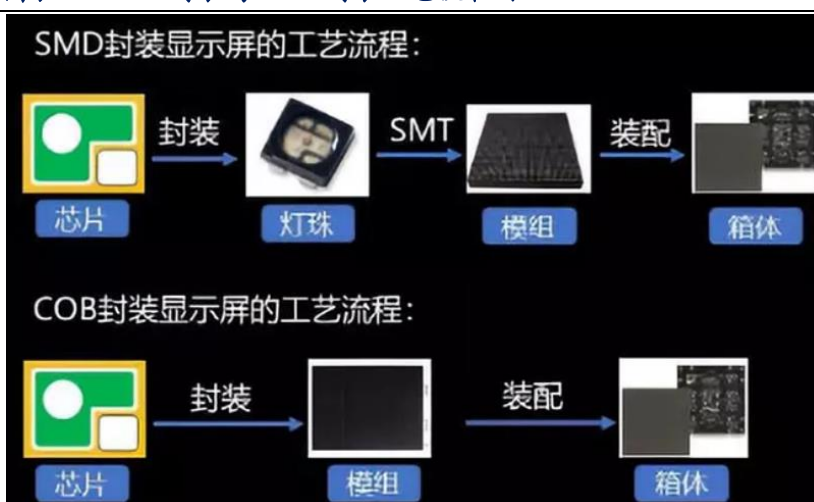 SMD封装显示屏的工艺流程：
封装
SMT
装配
芯片
灯珠
模组
箱体
COB封装显示屏的工艺流程：
封装
装配
芯片
模组
箱体